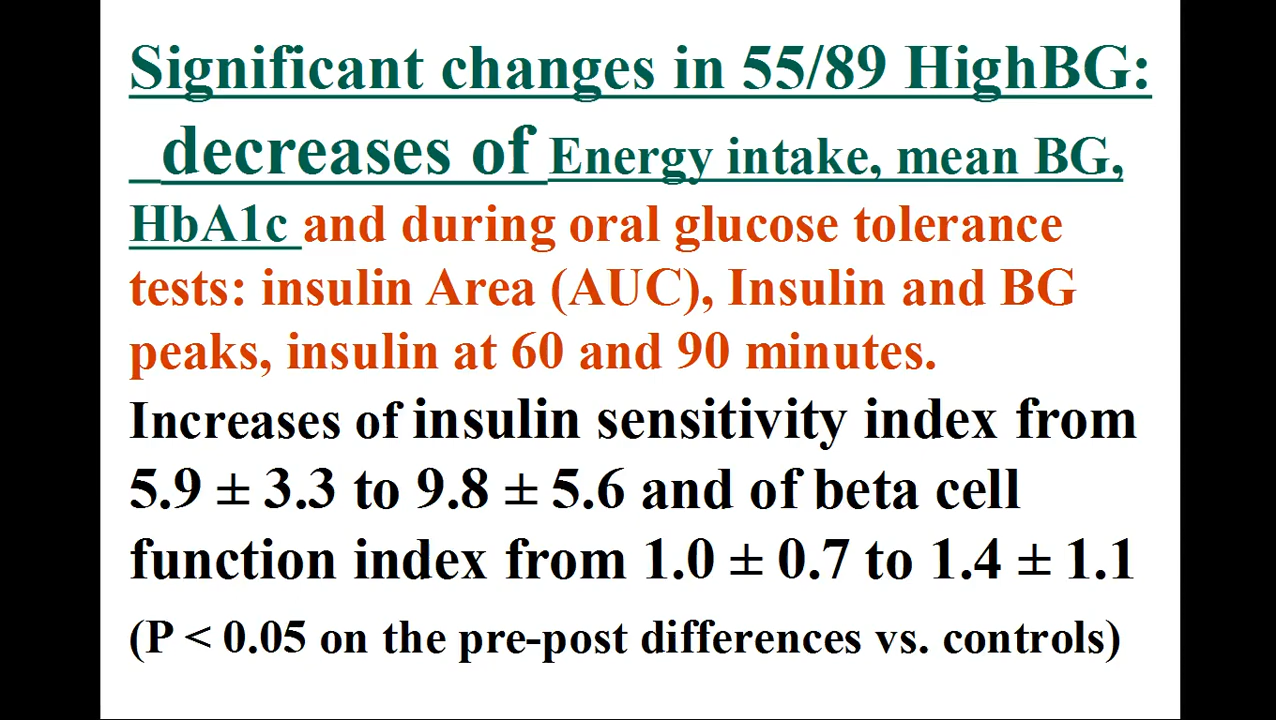 Significant changes in 55/89 HighBG:
decreases of Energy intake, mean BG,
HbA1c and during oral glucose tolerance
tests: insulin Area (AUC), Insulin and BG
peaks, insulin at 60 and 90 minutes.
Increases of insulin sensitivity index from
5.9 ± 3.3 to 9.8 ± 5.6 and of beta cell
function index from 1.0 ± 0.7 to 1.4 ± 1.1
(P < 0.05 on the pre-post differences vs. controls)